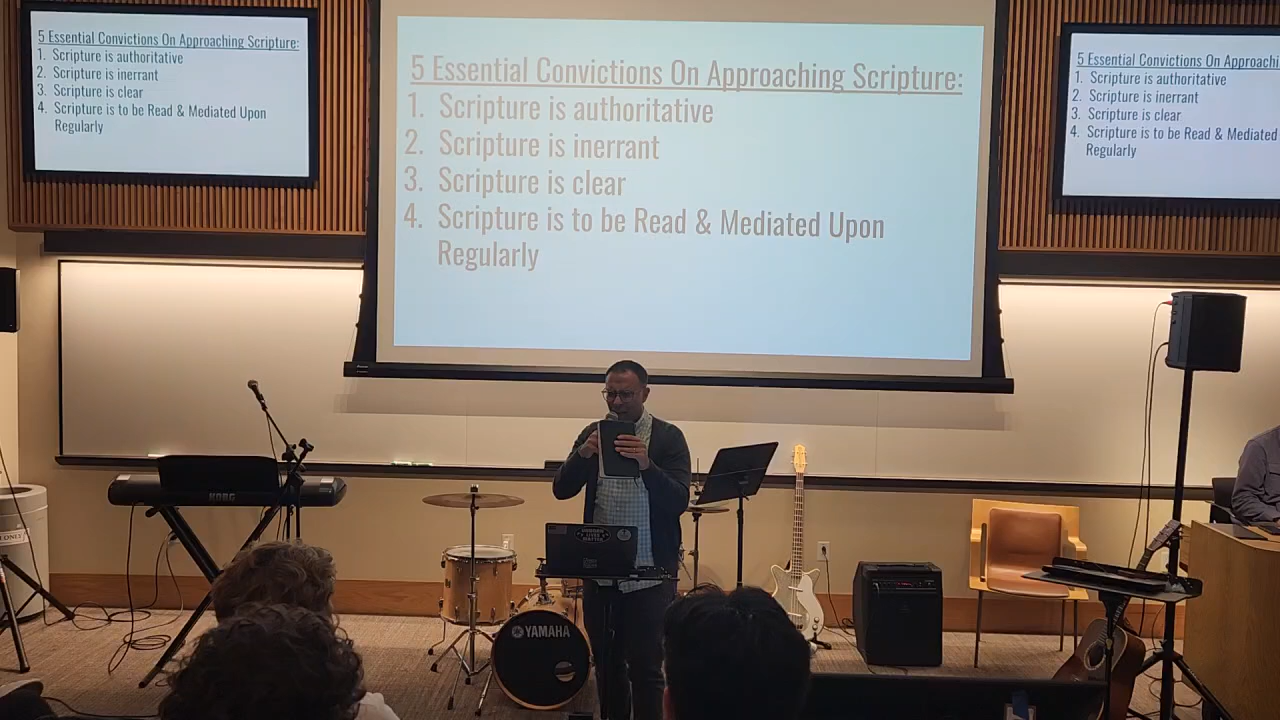 5 Essential Convictions On Approaching Scripture:
1. Scripture is authoritative
2. Scripture is inerrant
3. Scripture is clear
4. Scripture is to be Read & Mediated Upon
Regularly
5 Essential Convictions On Approaching Scripture:
1. Scripture is authoritative
2. Scripture is inerrant
3. Scripture is clear
4. Scripture is to be Read & Mediated Upon
Regularly
5 Essential Convictions On Approachi
1. Scripture is authoritative
2. Scripture is inerrant
3. Scripture is clear
4. Scripture is to be Read & Mediated
Regularly
KORG
YAMAHA